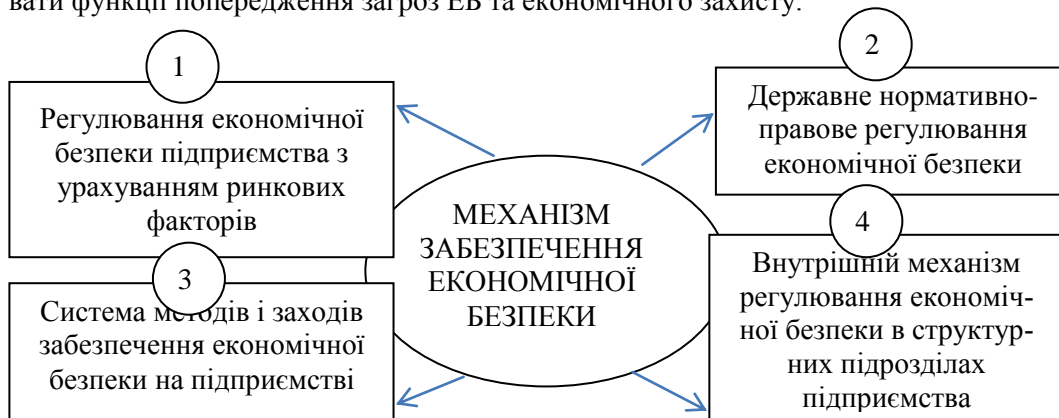 вати функції попередження загроз ЕБ та економічного захисту.
1
Регулювання економічної
безпеки підприємства з
урахуванням ринкових
факторів
2
Державне нормативно-
правове регулювання
економічної безпеки
МЕХАНІЗМ
ЗАБЕЗПЕЧЕННЯ
ЕКОНОМІЧНОЇ
БЕЗПЕКИ
3
Система методів і заходів
забезпечення економічної
безпеки на підприємстві
4
Внутрішній механізм
регулювання економіч-
ної безпеки в структур-
них підрозділах
підприємства